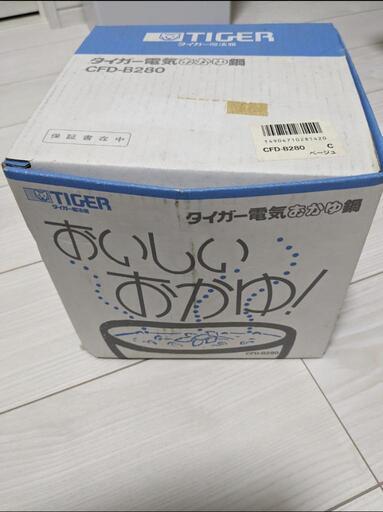 TIGER
タイガー魔法瓶
タイガー電気おかゆ鍋
CFD-B280
保証書在中
T4904710281420
CFD-B280 C
ベージュ
TIGER
タイガー魔法瓶
タイガー電気おかゆ鍋
おいしい
おかゆ!
CFD-B280